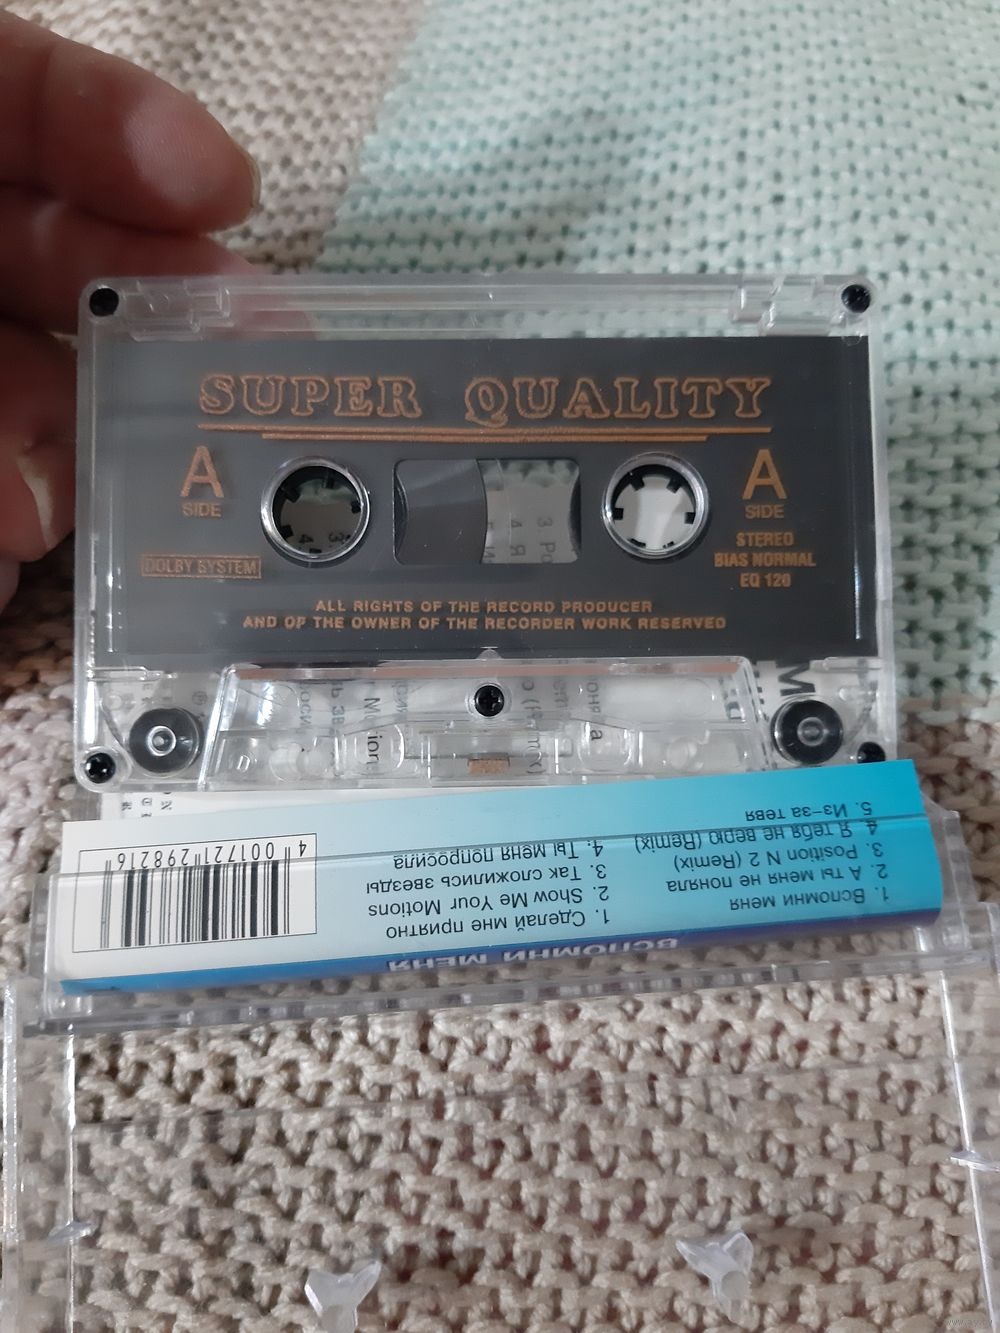 SUPER QUALITY
A
SIDE
A
SIDE
DOLBY SYSTEM
STEREO
BIAS NORMAL
EQ 120
ALL RIGHTS OF THE RECORD PRODUCER
AND OF THE OWNER OF THE RECORDER WORK RESERVED
ВСПОМНИ МЕНЯ
1. Вспомни меня
2. А ты меня не поняла
3. Position N 2 (Remix)
4. Я тебя не верю (Remix)
5. Из-за тебя
1. Сделай мне приятно
2. Show Me Your Motions
3. Так сложились звезды
4. Ты меня попросила
4 001721 298216